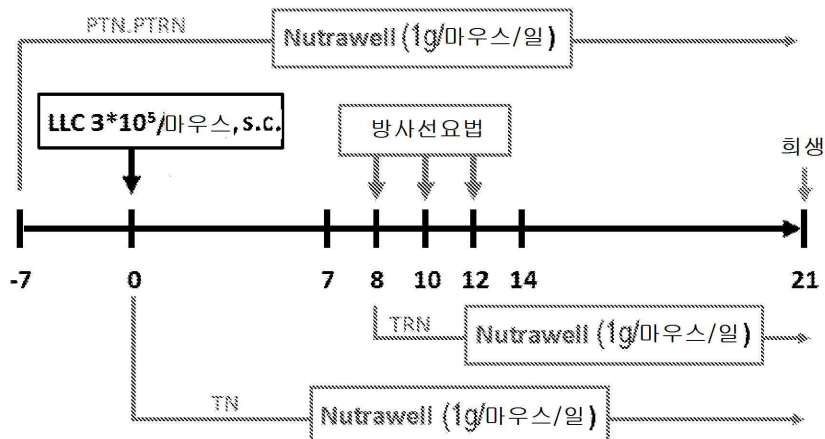 PTN.PTRN
Nutrawell (1g/마우스/일)
LLC 3*10⁵/마우스, s.c.
방사선요법
희생
-7 0 7 8 10 12 14 21
TRN
Nutrawell (1g/마우스/일)
TN
Nutrawell (1g/마우스/일)